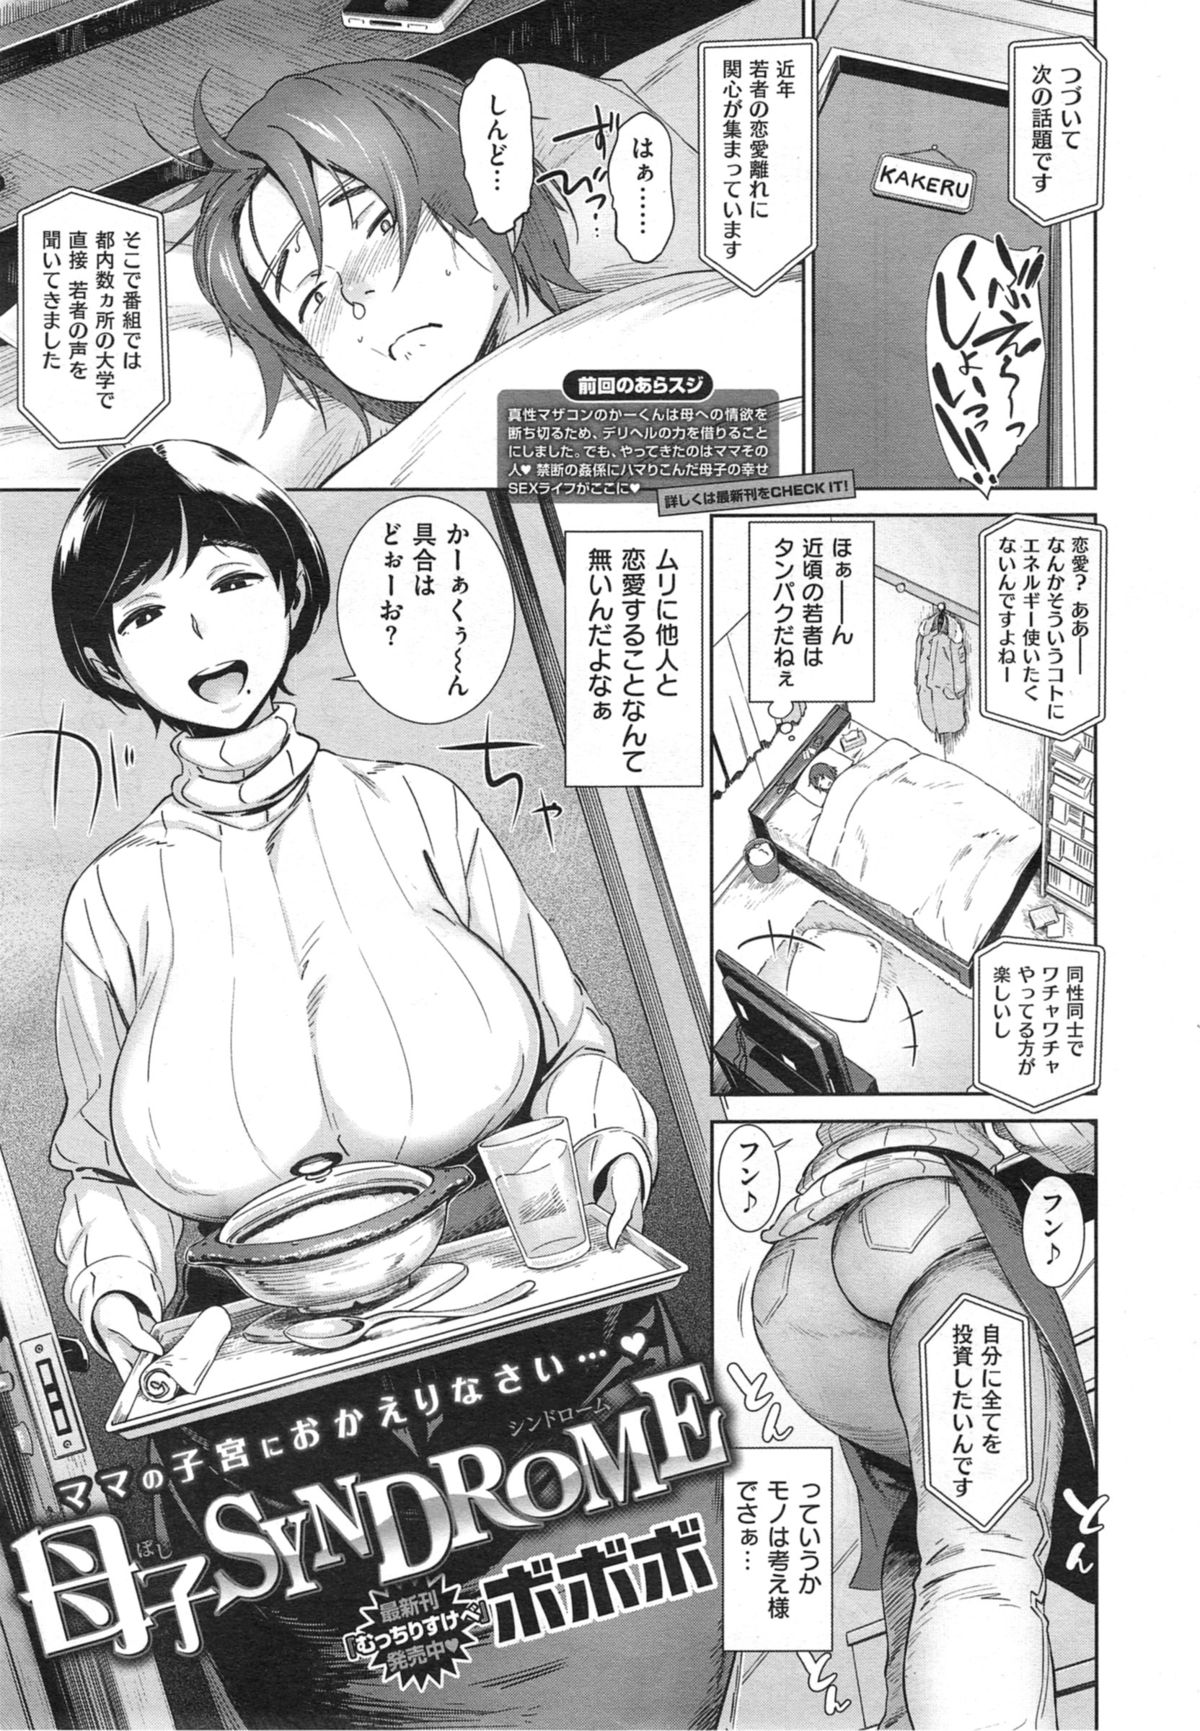 つづいて
次の話題です
KAKERU
ぶえ～っ
くしょいっ!!
近年
若者の恋愛離れに
関心が集まっています
はぁ……
ずっ…
しんど…
そこで番組では
都内数ヵ所の大学で
直接 若者の声を
聞いてきました
前回のあらスジ
真性マザコンのかーくんは母への情欲を
断ち切るため、デリヘルの力を借りること
にしました。でも、やってきたのはママその
人♥禁断の姦係にハマりこんだ母子の幸せ
SEXライフがここに♥
詳しくは最新刊をCHECK IT!
恋愛? ああ――
なんかそういうコトに
エネルギー使いたく
ないんですよねー
ほぁ――ん
近頃の若者は
タンパクだねぇ
同性同士で
ワチャワチャ
やってる方が
楽しいし
ムリに他人と
恋愛することなんて
無いんだよなぁ
フン♪
フン♪
自分に全てを
投資したいんです
とん
とん
とん
とん
っていうか
モノは考え様
でさぁ…
かーぁくぅ～ん
具合は
どぉーお?
がちゃ
ママの子宮におかえりなさい…♥
母子SYNDROME
ぼし
シンドローム
ボボボ
最新刊
『むっちりすけべ』
発売中♥